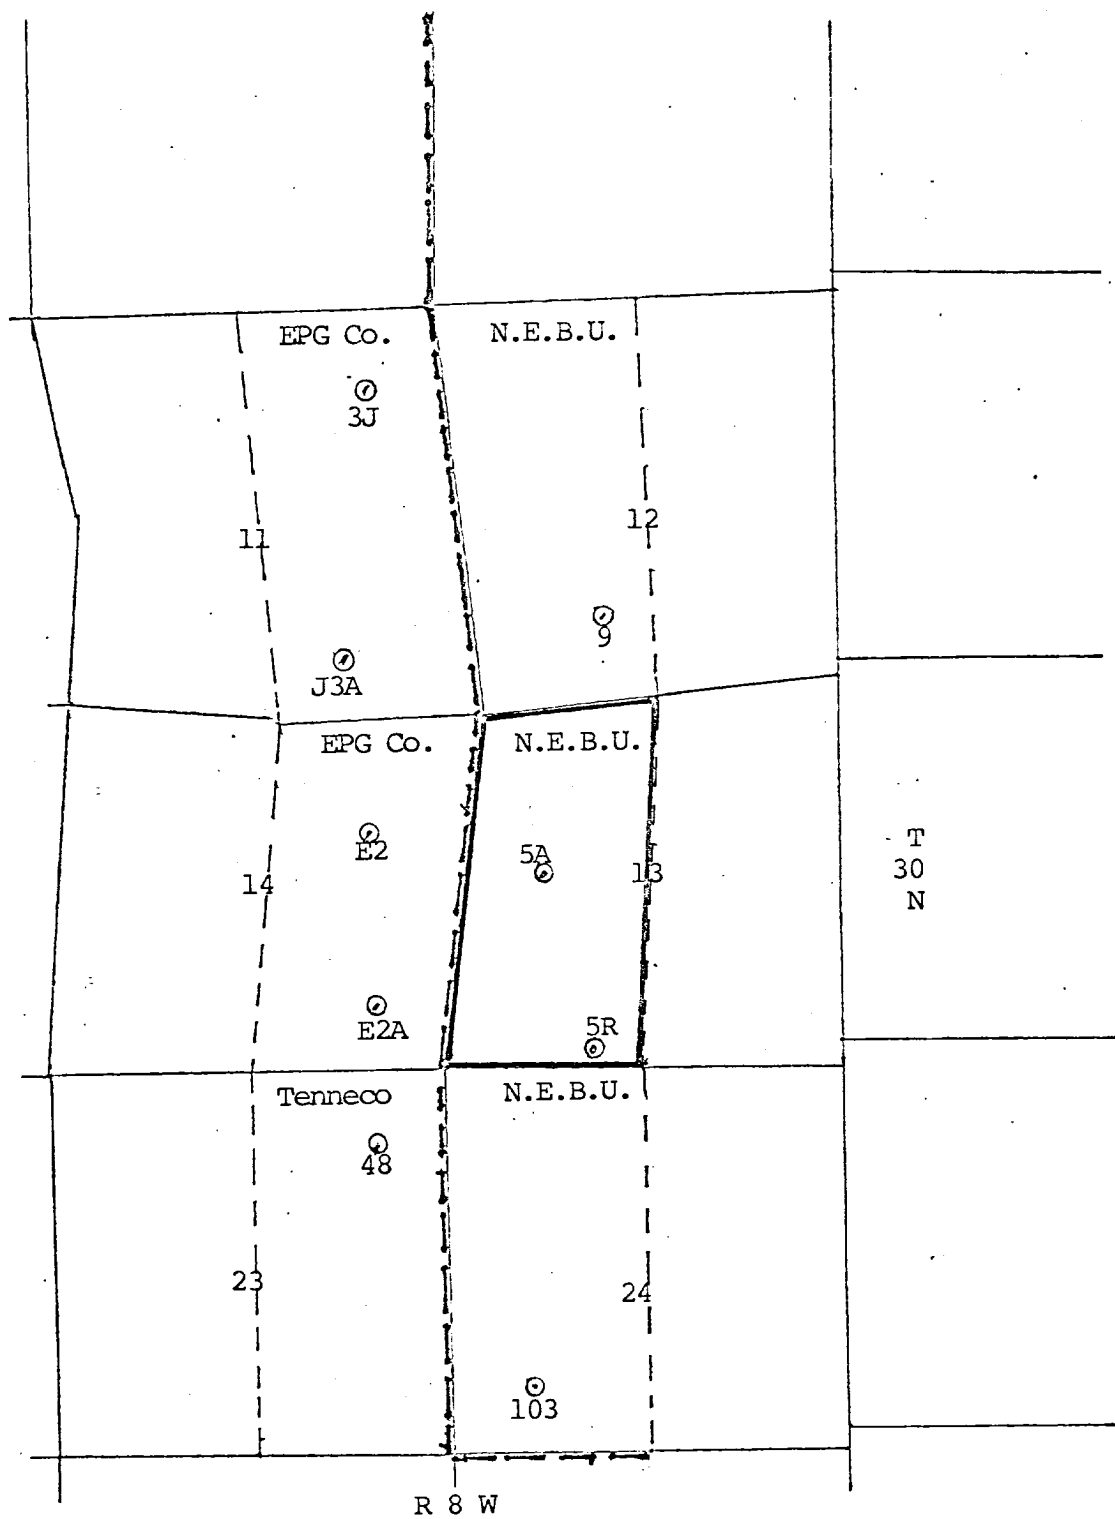 EPG Co.
N.E.B.U.
3J
11
12
9
J3A
EPG Co.
N.E.B.U.
E2
5A
14
13
T
30
N
E2A
5R
Tenneco
N.E.B.U.
48
23
24
103
R 8 W